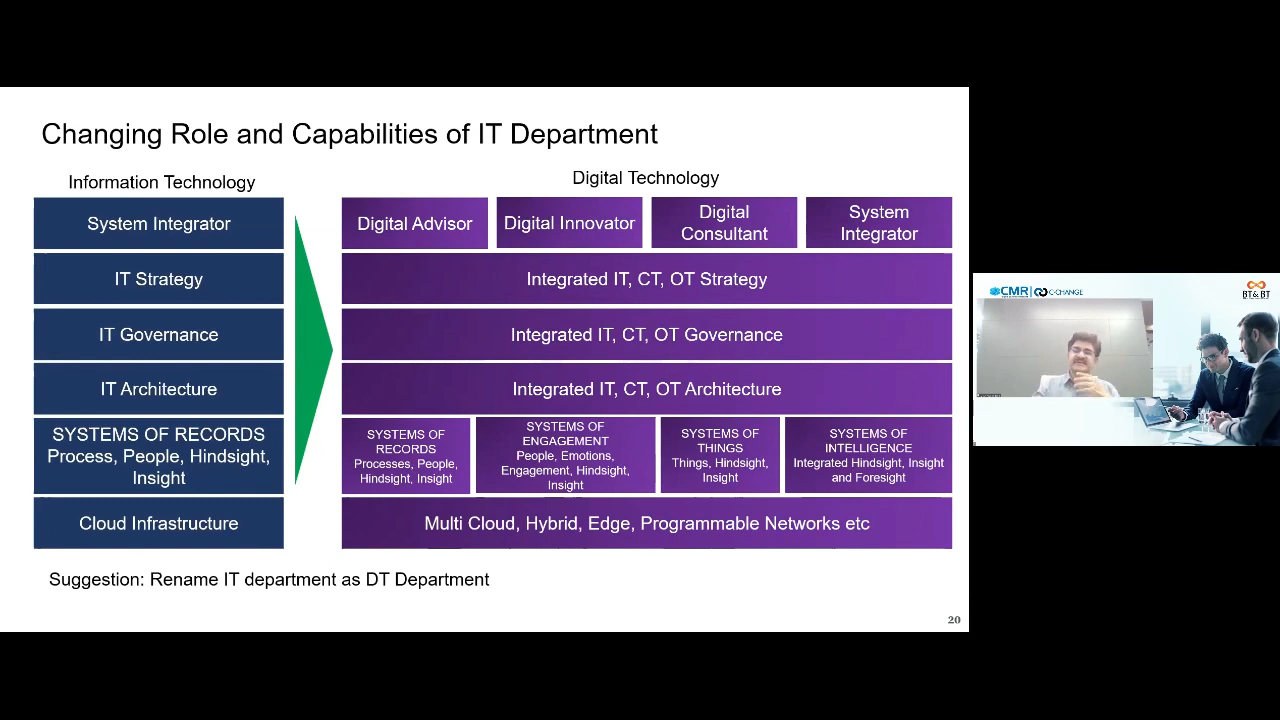 Changing Role and Capabilities of IT Department
Information Technology
Digital Technology
System Integrator
Digital Advisor
Digital Innovator
Digital
Consultant
System
Integrator
IT Strategy
Integrated IT, CT, OT Strategy
IT Governance
Integrated IT, CT, OT Governance
IT Architecture
Integrated IT, CT, OT Architecture
SYSTEMS OF RECORDS
Process, People, Hindsight,
Insight
SYSTEMS OF
RECORDS
Processes, People,
Hindsight, Insight
SYSTEMS OF
ENGAGEMENT
People, Emotions,
Engagement, Hindsight,
Insight
SYSTEMS OF
THINGS
Things, Hindsight,
Insight
SYSTEMS OF
INTELLIGENCE
Integrated Hindsight, Insight
and Foresight
Cloud Infrastructure
Multi Cloud, Hybrid, Edge, Programmable Networks etc
Suggestion: Rename IT department as DT Department
20
CMR
C-CHANGE
BT&BT